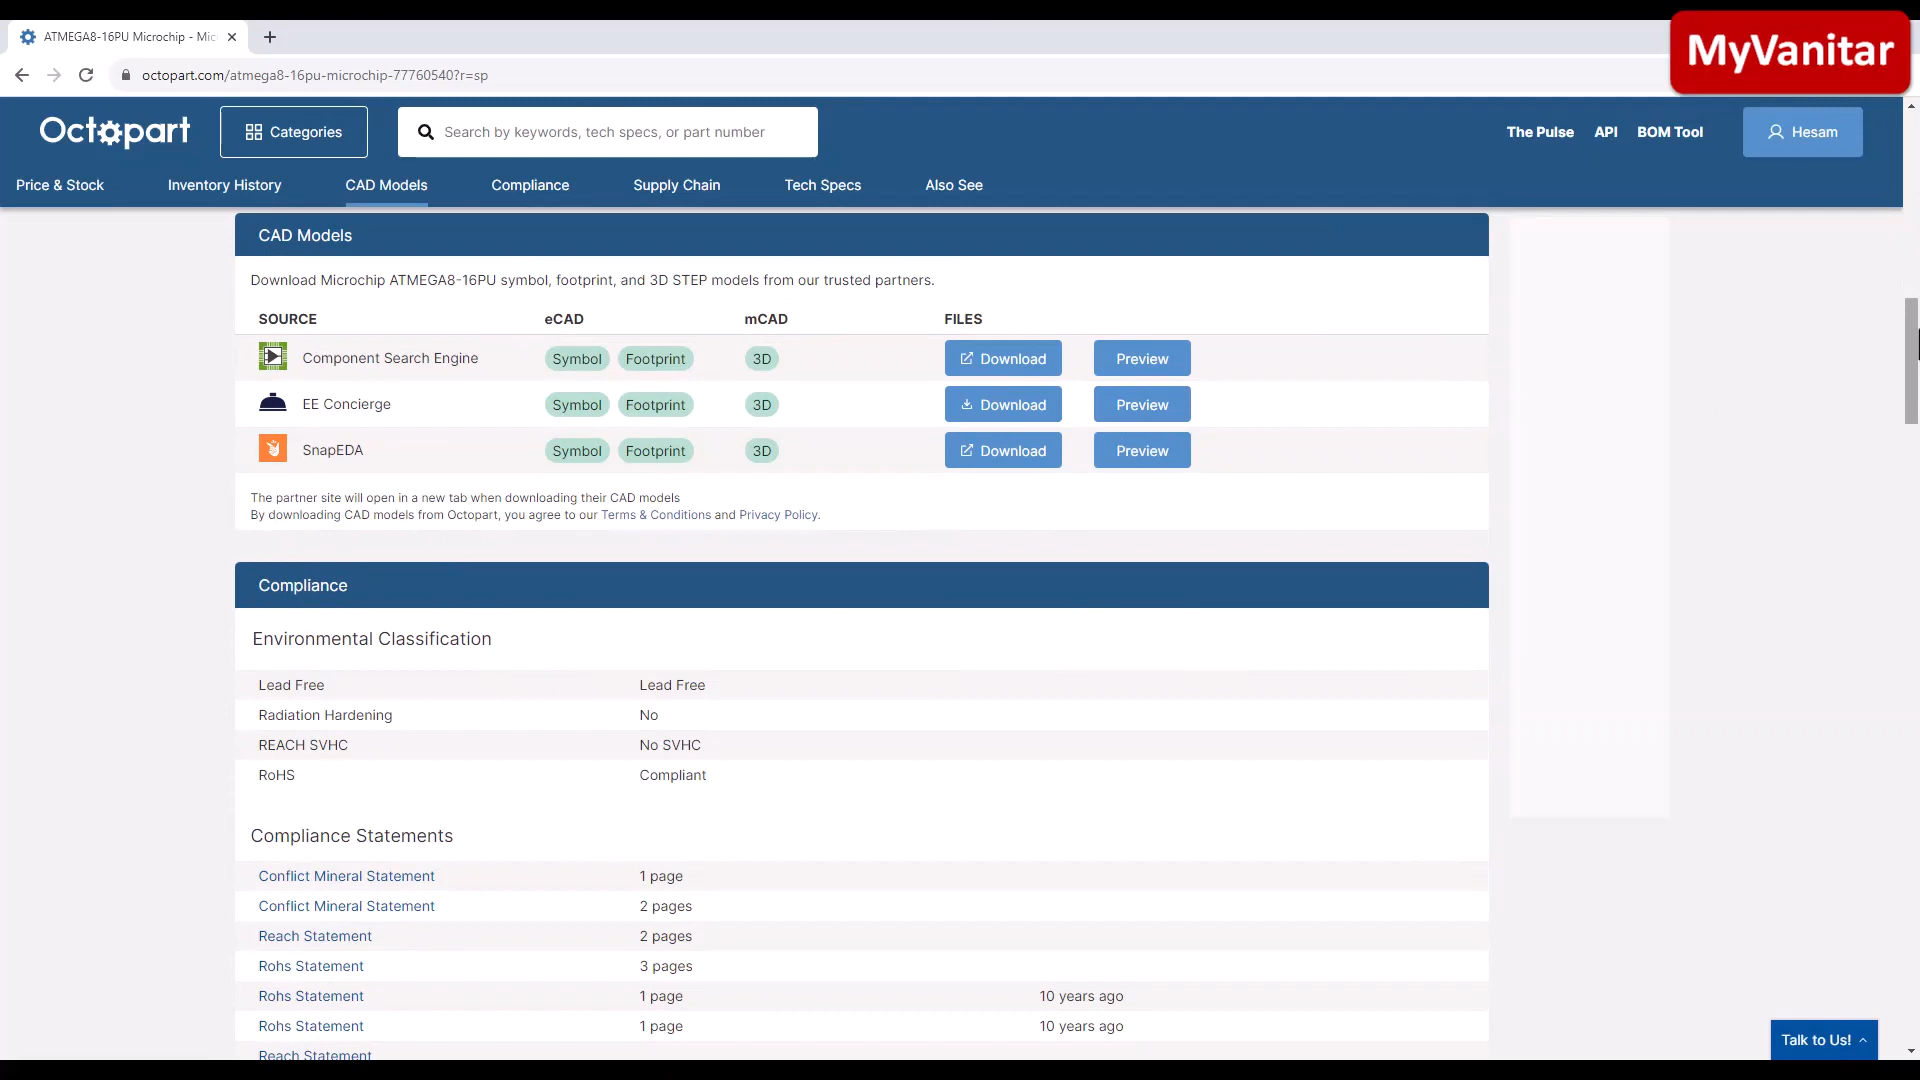 ATMEGA8-16PU Microchip - Mic
MyVanitar
octopart.com/atmega8-16pu-microchip-77760540?r=sp
Octopart
Categories
Search by keywords, tech specs, or part number
The Pulse API BOM Tool
Hesam
Price & Stock Inventory History CAD Models Compliance Supply Chain Tech Specs Also See
CAD Models
Download Microchip ATMEGA8-16PU symbol, footprint, and 3D STEP models from our trusted partners.
SOURCE eCAD mCAD FILES
Component Search Engine Symbol Footprint 3D Download Preview
EE Concierge Symbol Footprint 3D Download Preview
SnapEDA Symbol Footprint 3D Download Preview
The partner site will open in a new tab when downloading their CAD models
By downloading CAD models from Octopart, you agree to our Terms & Conditions and Privacy Policy.
Compliance
Environmental Classification
Lead Free Lead Free
Radiation Hardening No
REACH SVHC No SVHC
RoHS Compliant
Compliance Statements
Conflict Mineral Statement 1 page
Conflict Mineral Statement 2 pages
Reach Statement 2 pages
Rohs Statement 3 pages
Rohs Statement 1 page 10 years ago
Rohs Statement 1 page 10 years ago
Reach Statement
Talk to Us!